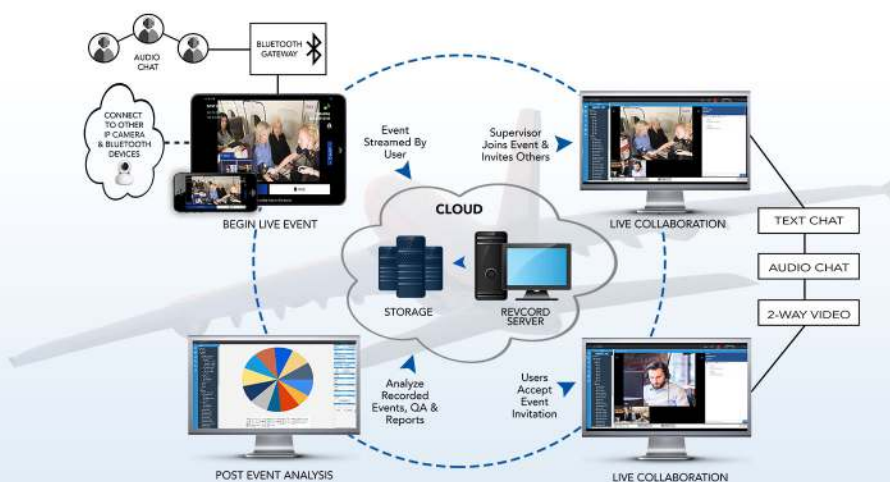 AUDIO
CHAT
BLUETOOTH
GATEWAY
CONNECT
TO OTHER
IP CAMERA
& BLUETOOTH
DEVICES
BEGIN LIVE EVENT
Event
Streamed By
User
Supervisor
Joins Event &
Invites Others
LIVE COLLABORATION
CLOUD
STORAGE
REVCORD
SERVER
TEXT CHAT
AUDIO CHAT
2-WAY VIDEO
Analyze
Recorded
Events, QA &
Reports
Users
Accept
Event
Invitation
POST EVENT ANALYSIS
LIVE COLLABORATION